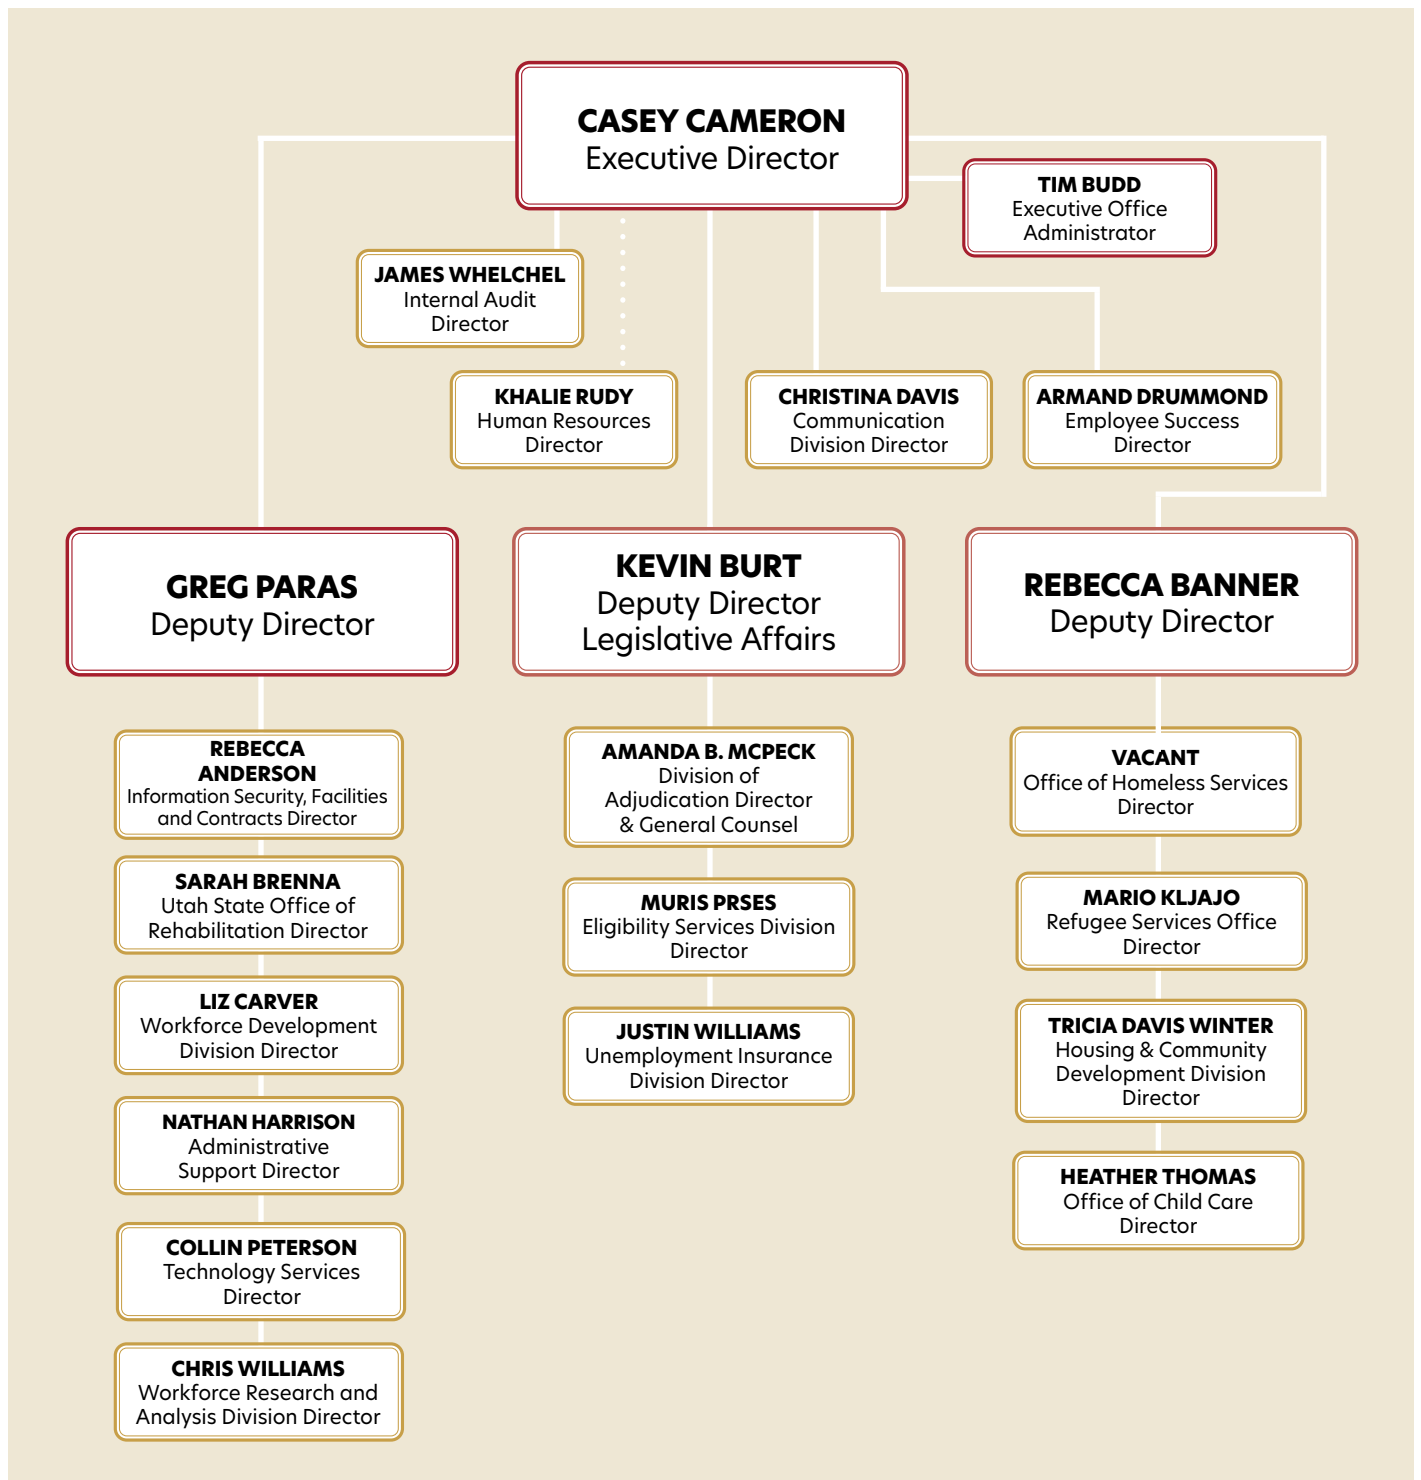 CASEY CAMERON
Executive Director
TIM BUDD
Executive Office
Administrator
JAMES WHELCHEL
Internal Audit
Director
KHALIE RUDY
Human Resources
Director
CHRISTINA DAVIS
Communication
Division Director
ARMAND DRUMMOND
Employee Success
Director
GREG PARAS
Deputy Director
KEVIN BURT
Deputy Director
Legislative Affairs
REBECCA BANNER
Deputy Director
REBECCA
ANDERSON
Information Security, Facilities
and Contracts Director
SARAH BRENNA
Utah State Office of
Rehabilitation Director
LIZ CARVER
Workforce Development
Division Director
NATHAN HARRISON
Administrative
Support Director
COLLIN PETERSON
Technology Services
Director
CHRIS WILLIAMS
Workforce Research and
Analysis Division Director
AMANDA B. MCPECK
Division of
Adjudication Director
& General Counsel
MURIS PRSES
Eligibility Services Division
Director
JUSTIN WILLIAMS
Unemployment Insurance
Division Director
VACANT
Office of Homeless Services
Director
MARIO KLJAJO
Refugee Services Office
Director
TRICIA DAVIS WINTER
Housing & Community
Development Division
Director
HEATHER THOMAS
Office of Child Care
Director